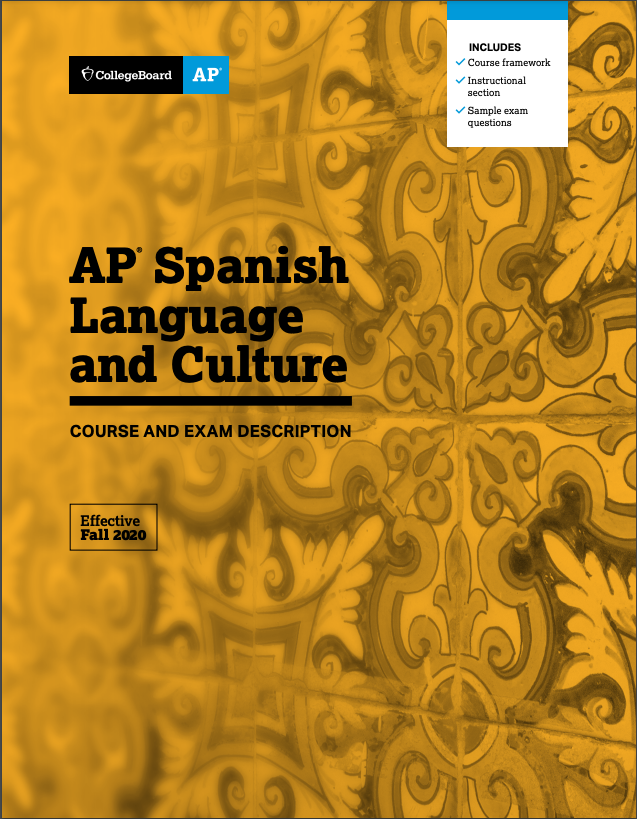 CollegeBoard
AP®
INCLUDES
Course framework
Instructional
section
Sample exam
questions
AP® Spanish
Language
and Culture
COURSE AND EXAM DESCRIPTION
Effective
Fall 2020